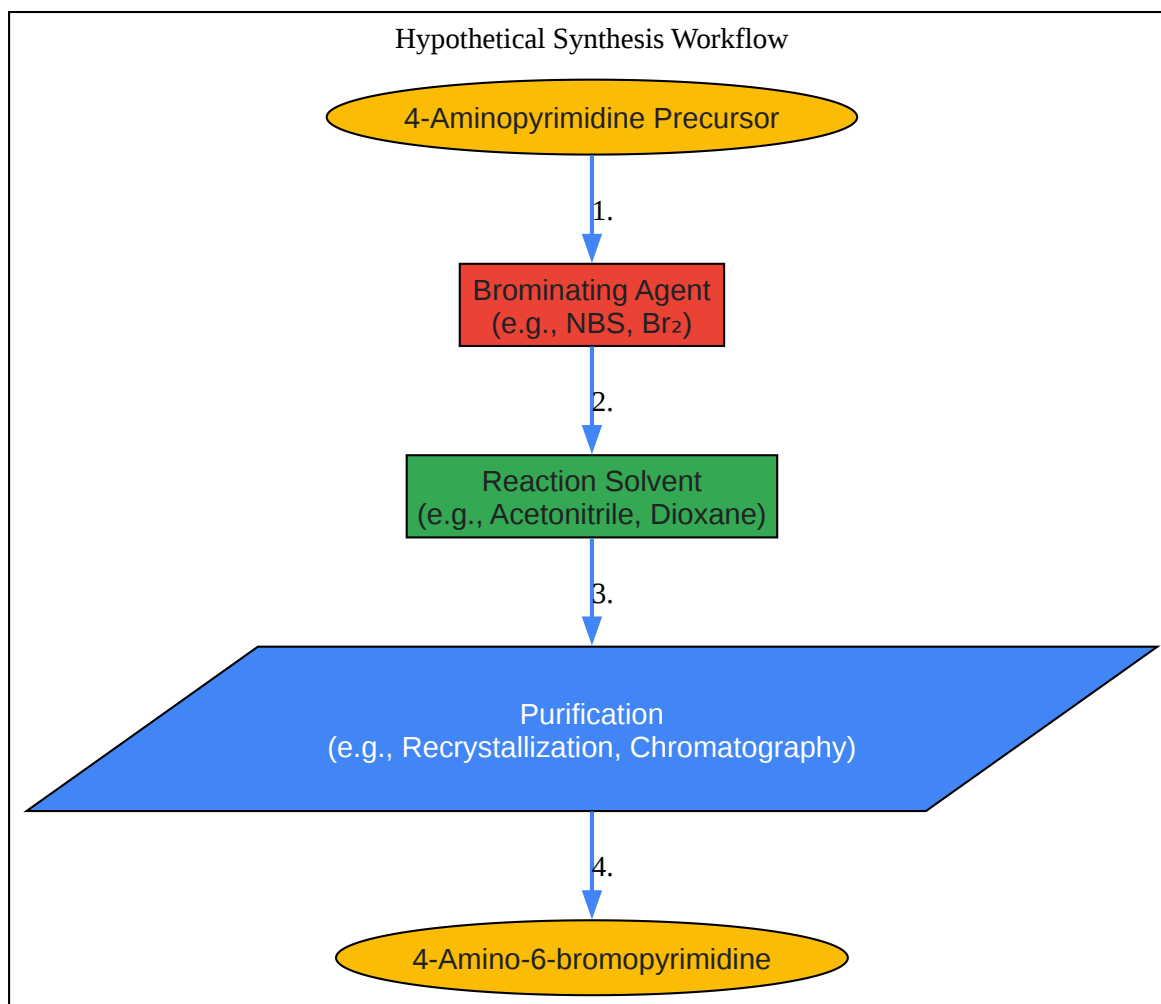 Hypothetical Synthesis Workflow
4-Aminopyrimidine Precursor
1.
Brominating Agent
(e.g., NBS, Br₂)
2.
Reaction Solvent
(e.g., Acetonitrile, Dioxane)
3.
Purification
(e.g., Recrystallization, Chromatography)
4.
4-Amino-6-bromopyrimidine